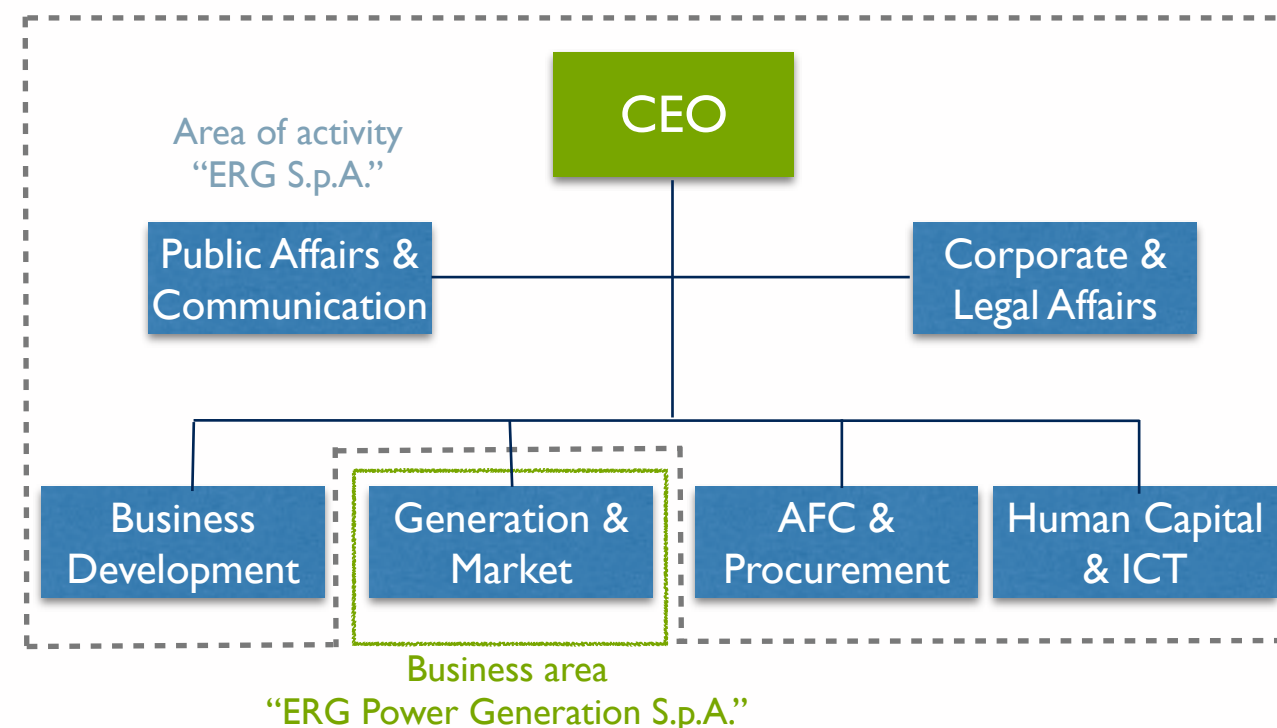 CEO
Area of activity
“ERG S.p.A.”
Public Affairs &
Communication
Corporate &
Legal Affairs
Business
Development
Generation &
Market
AFC &
Procurement
Human Capital
& ICT
Business area
“ERG Power Generation S.p.A.”